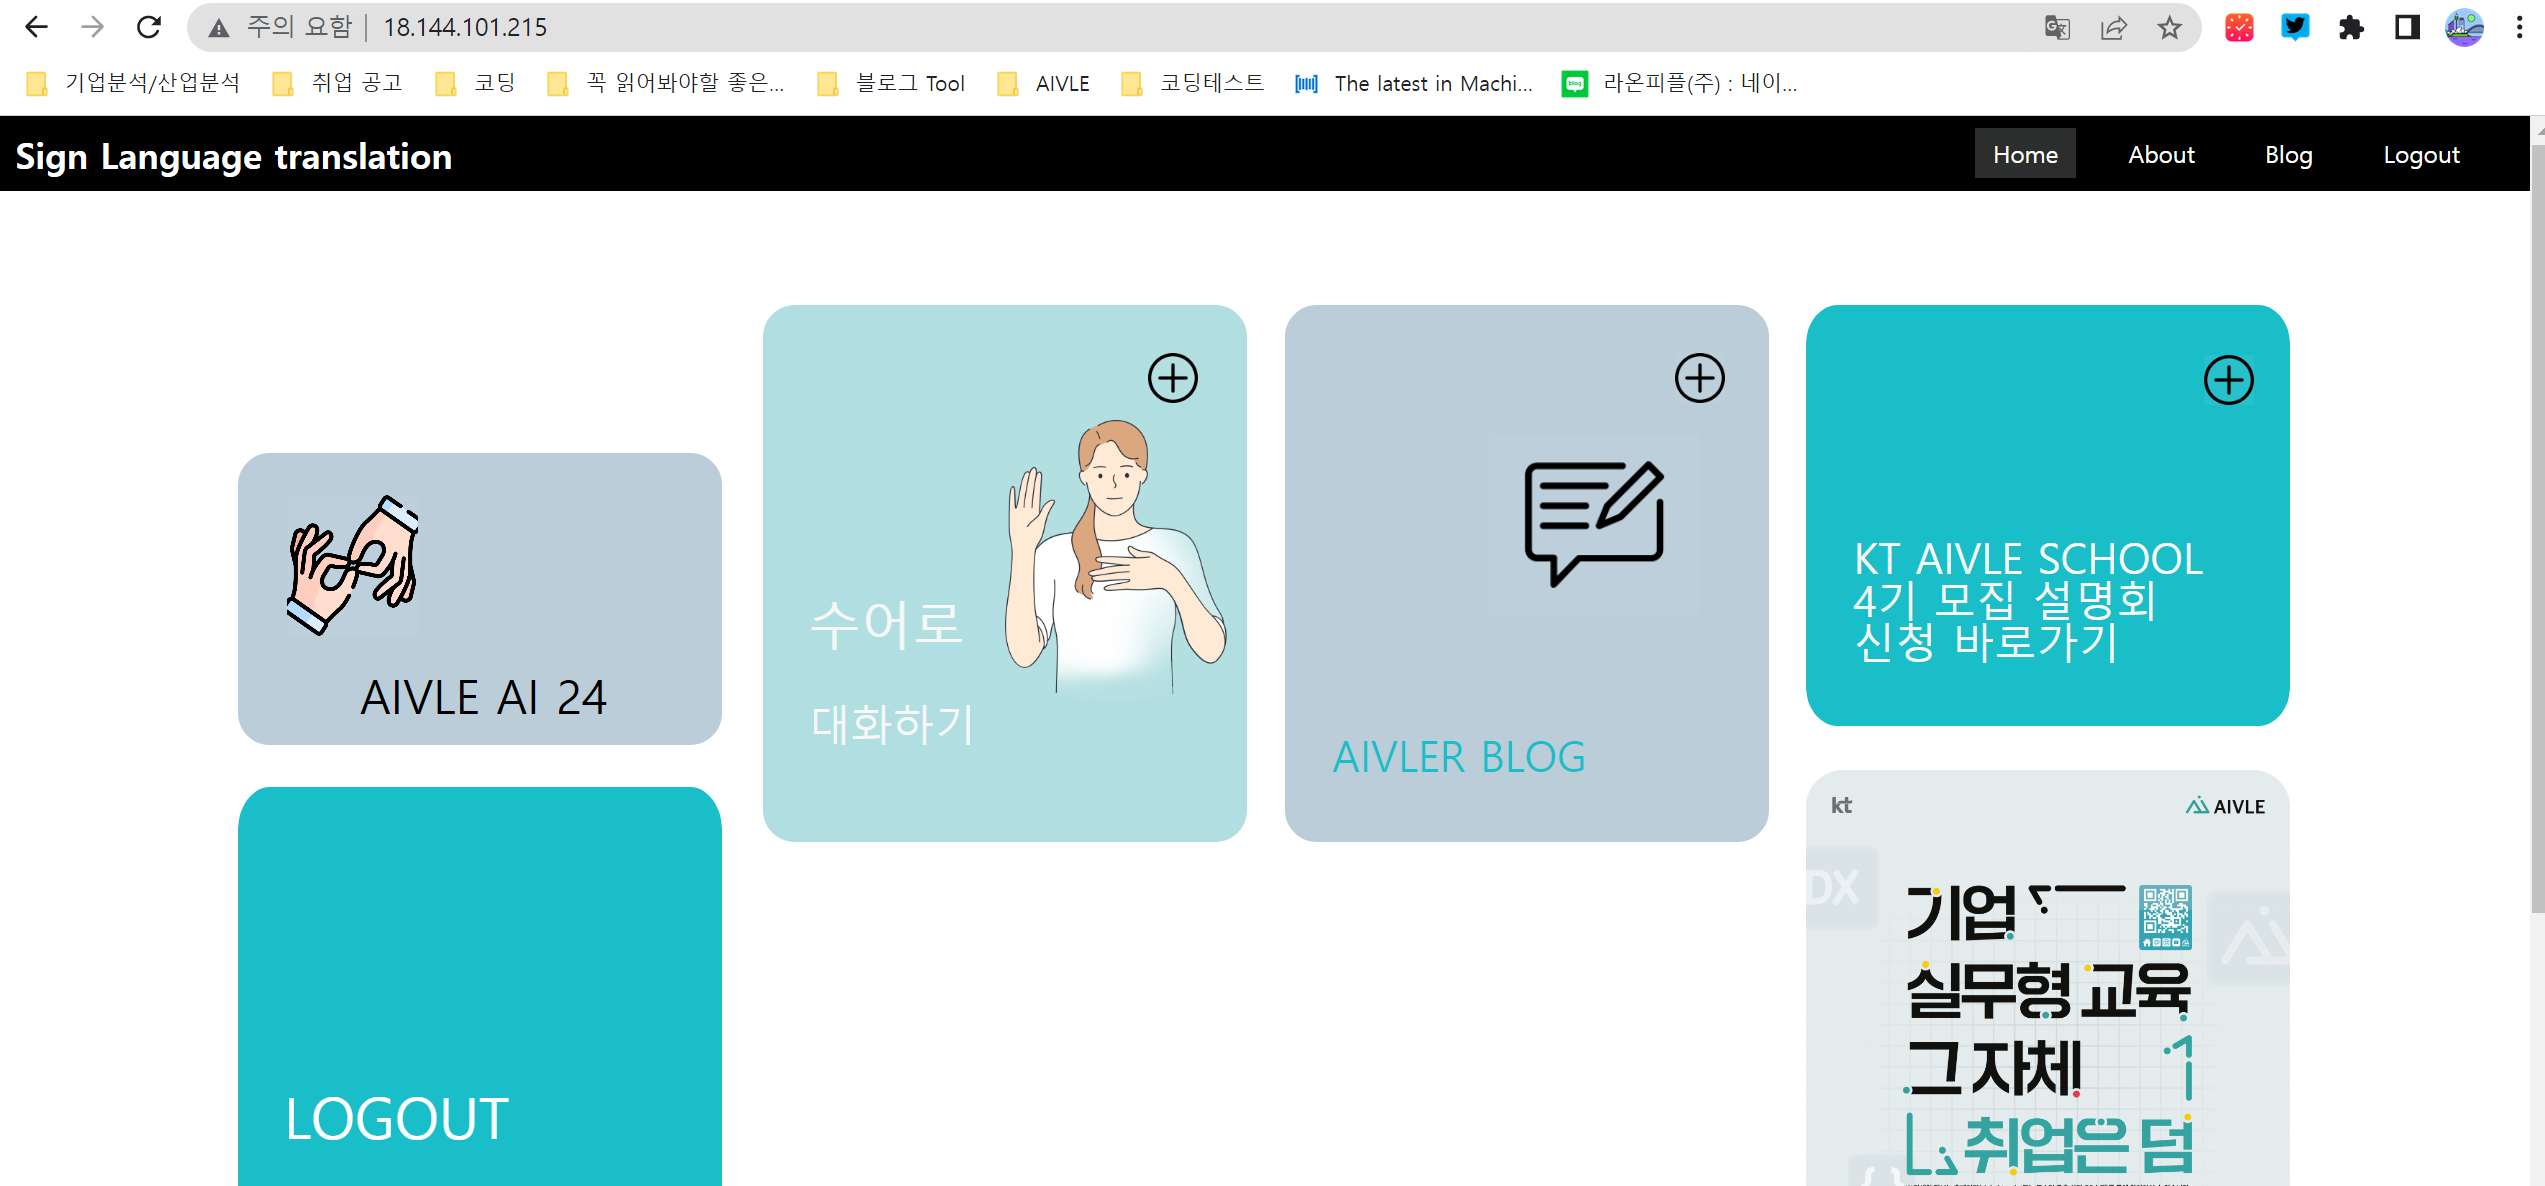 주의 요함 18.144.101.215
기업분석/산업분석 취업 공고 코딩 꼭 읽어봐야할 좋은... 블로그 Tool AIVLE 코딩테스트 The latest in Machi... 라온피플(주) : 네이...
Sign Language translation
Home About Blog Logout
AIVLE AI 24
LOGOUT
수어로
대화하기
AIVLER BLOG
KT AIVLE SCHOOL
4기 모집 설명회
신청 바로가기
kt AIVLE
DX
기업
실무형 교육
그 자체
취업은 덤